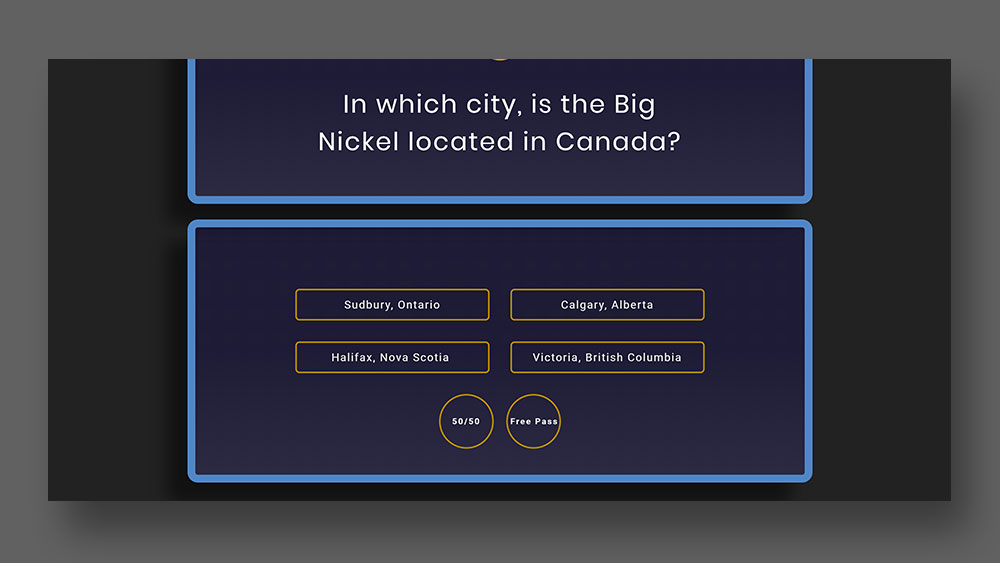 In which city, is the Big
Nickel located in Canada?
Sudbury, Ontario
Calgary, Alberta
Halifax, Nova Scotia
Victoria, British Columbia
50/50
Free Pass